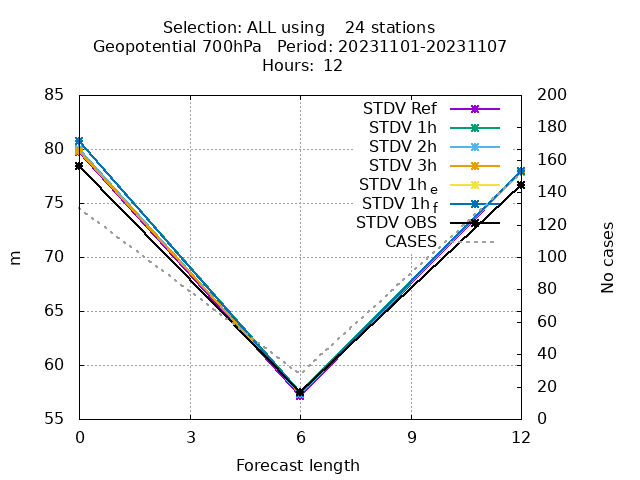 Selection: ALL using    24 stations
Geopotential 700hPa   Period: 20231101-20231107
Hours:  12
85
80
75
70
65
60
55
200
180
160
140
120
100
80
60
40
20
0
STDV Ref
STDV 1h
STDV 2h
STDV 3h
STDV 1h e
STDV 1h f
STDV OBS
CASES
m
No cases
0 3 6 9 12
Forecast length